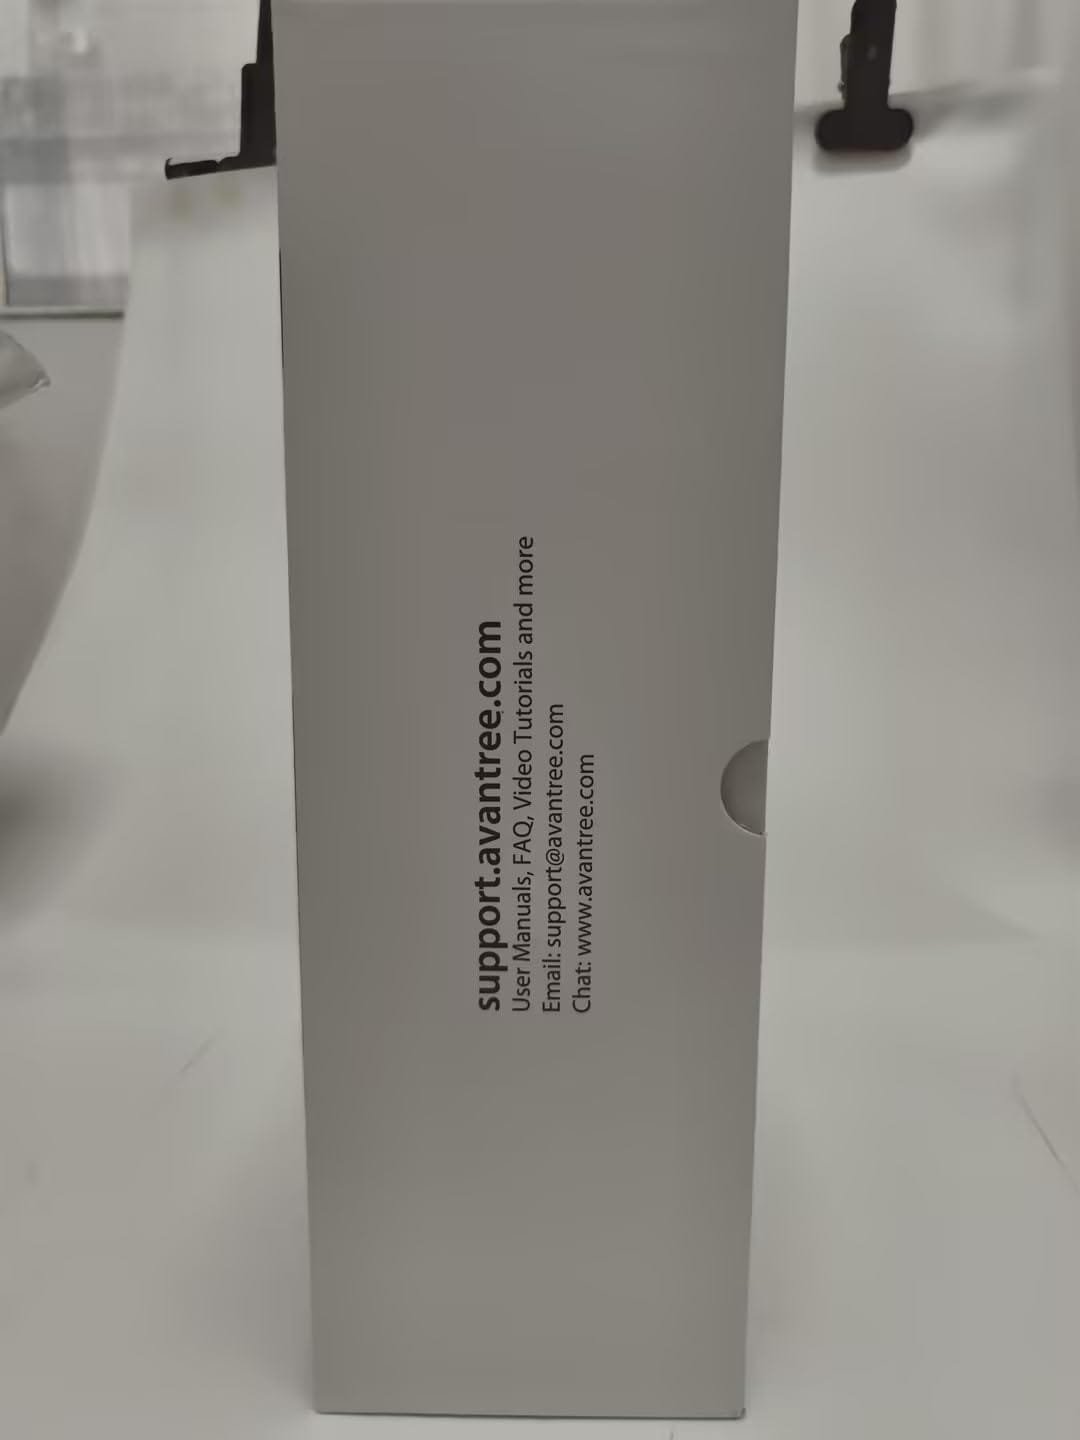 support.avantree.com
User Manuals, FAQ, Video Tutorials and more
Email: support@avantree.com
Chat: www.avantree.com